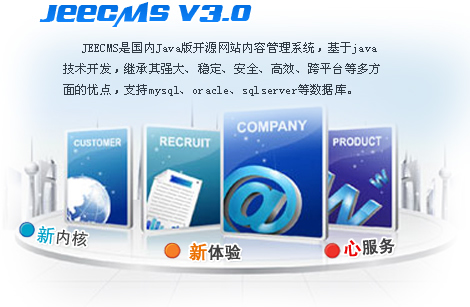 JEECMS V3.0
JEECMS是国内Java版开源网站内容管理系统,基于java
技术开发,继承其强大、稳定、安全、高效、跨平台等多方
面的优点,支持mysql、oracle、sqlserver等数据库。
CUSTOMER
RECRUIT
COMPANY
PRODUCT
@
W
W
新内核
新体验
心服务